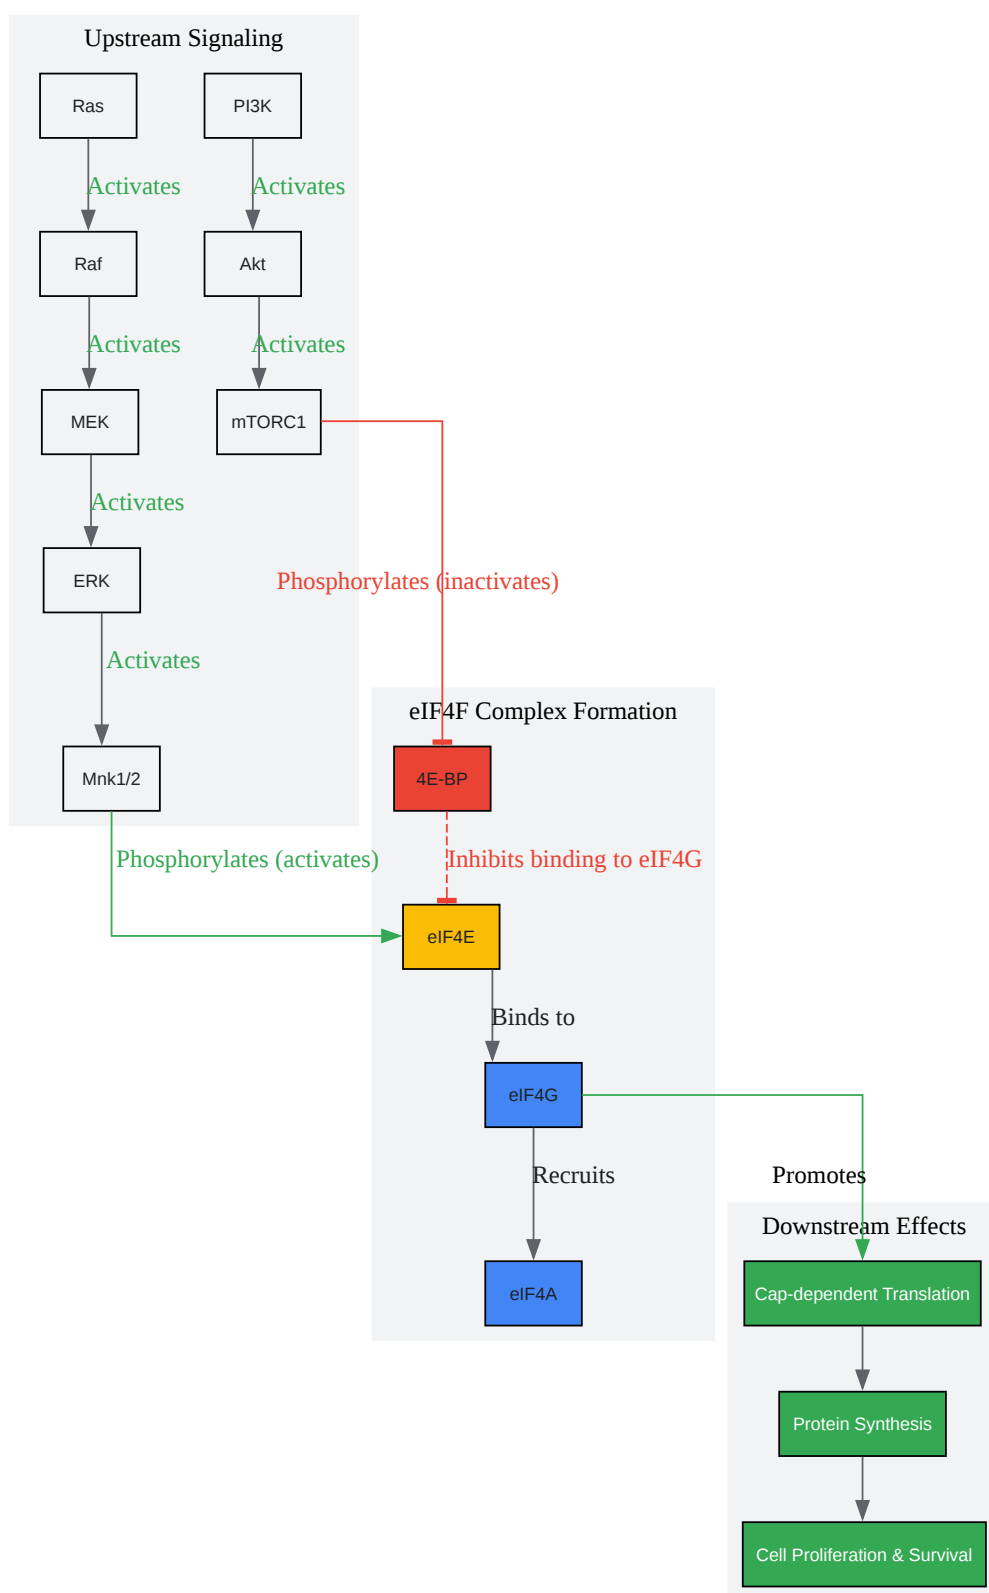 Upstream Signaling
Ras
PI3K
Activates
Activates
Raf
Akt
Activates
Activates
MEK
mTORC1
Activates
ERK
Phosphorylates (inactivates)
Activates
eIF4F Complex Formation
Mnk1/2
4E-BP
Phosphorylates (activates)
Inhibits binding to eIF4G
eIF4E
Binds to
eIF4G
Recruits
Promotes
Downstream Effects
eIF4A
Cap-dependent Translation
Protein Synthesis
Cell Proliferation & Survival